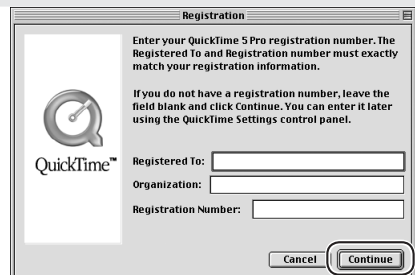 Registration
Enter your QuickTime 5 Pro registration number. The
Registered To and Registration number must exactly
match your registration information.
If you do not have a registration number, leave the
field blank and click Continue. You can enter it later
using the QuickTime Settings control panel.
QuickTime™
Registered To:
Organization:
Registration Number:
Cancel
Continue